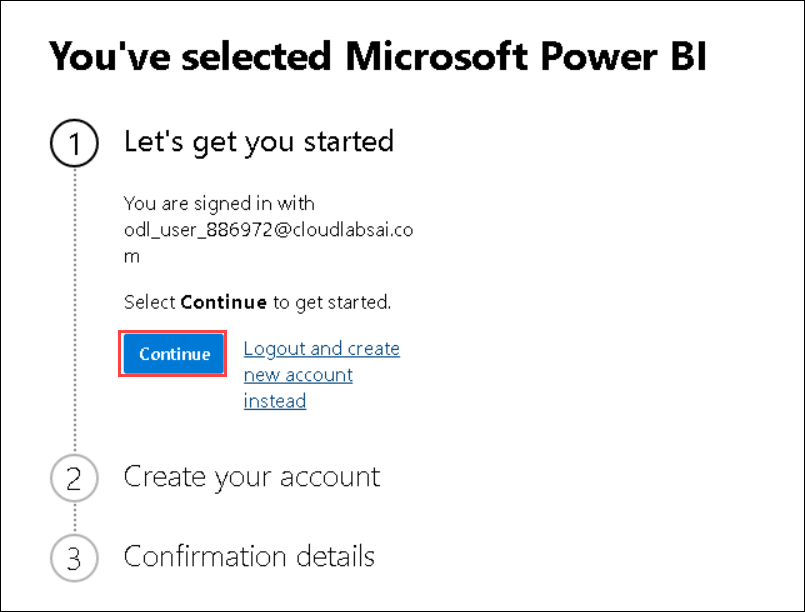 You've selected Microsoft Power BI
1
Let's get you started
You are signed in with
odl_user_886972@cloudlabsai.co
m
Select Continue to get started.
Continue
Logout and create
new account
instead
2
Create your account
3
Confirmation details